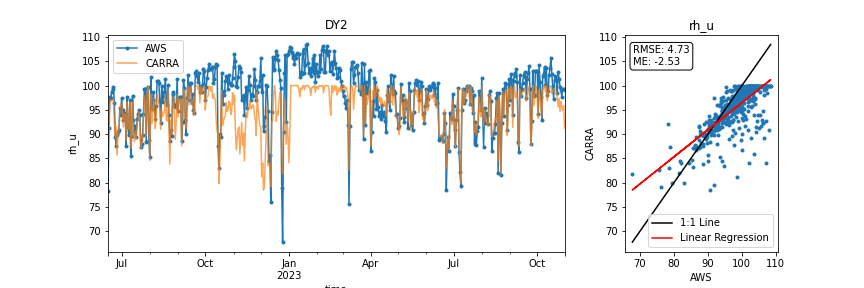 DY2
rh_u
110
105
100
95
90
85
80
75
70
rh_u
AWS
CARRA
Jul
Oct
Jan
2023
Apr
Jul
Oct
110
105
100
95
90
85
80
75
70
CARRA
RMSE: 4.73
ME: -2.53
1:1 Line
Linear Regression
70
80
90
100
110
AWS